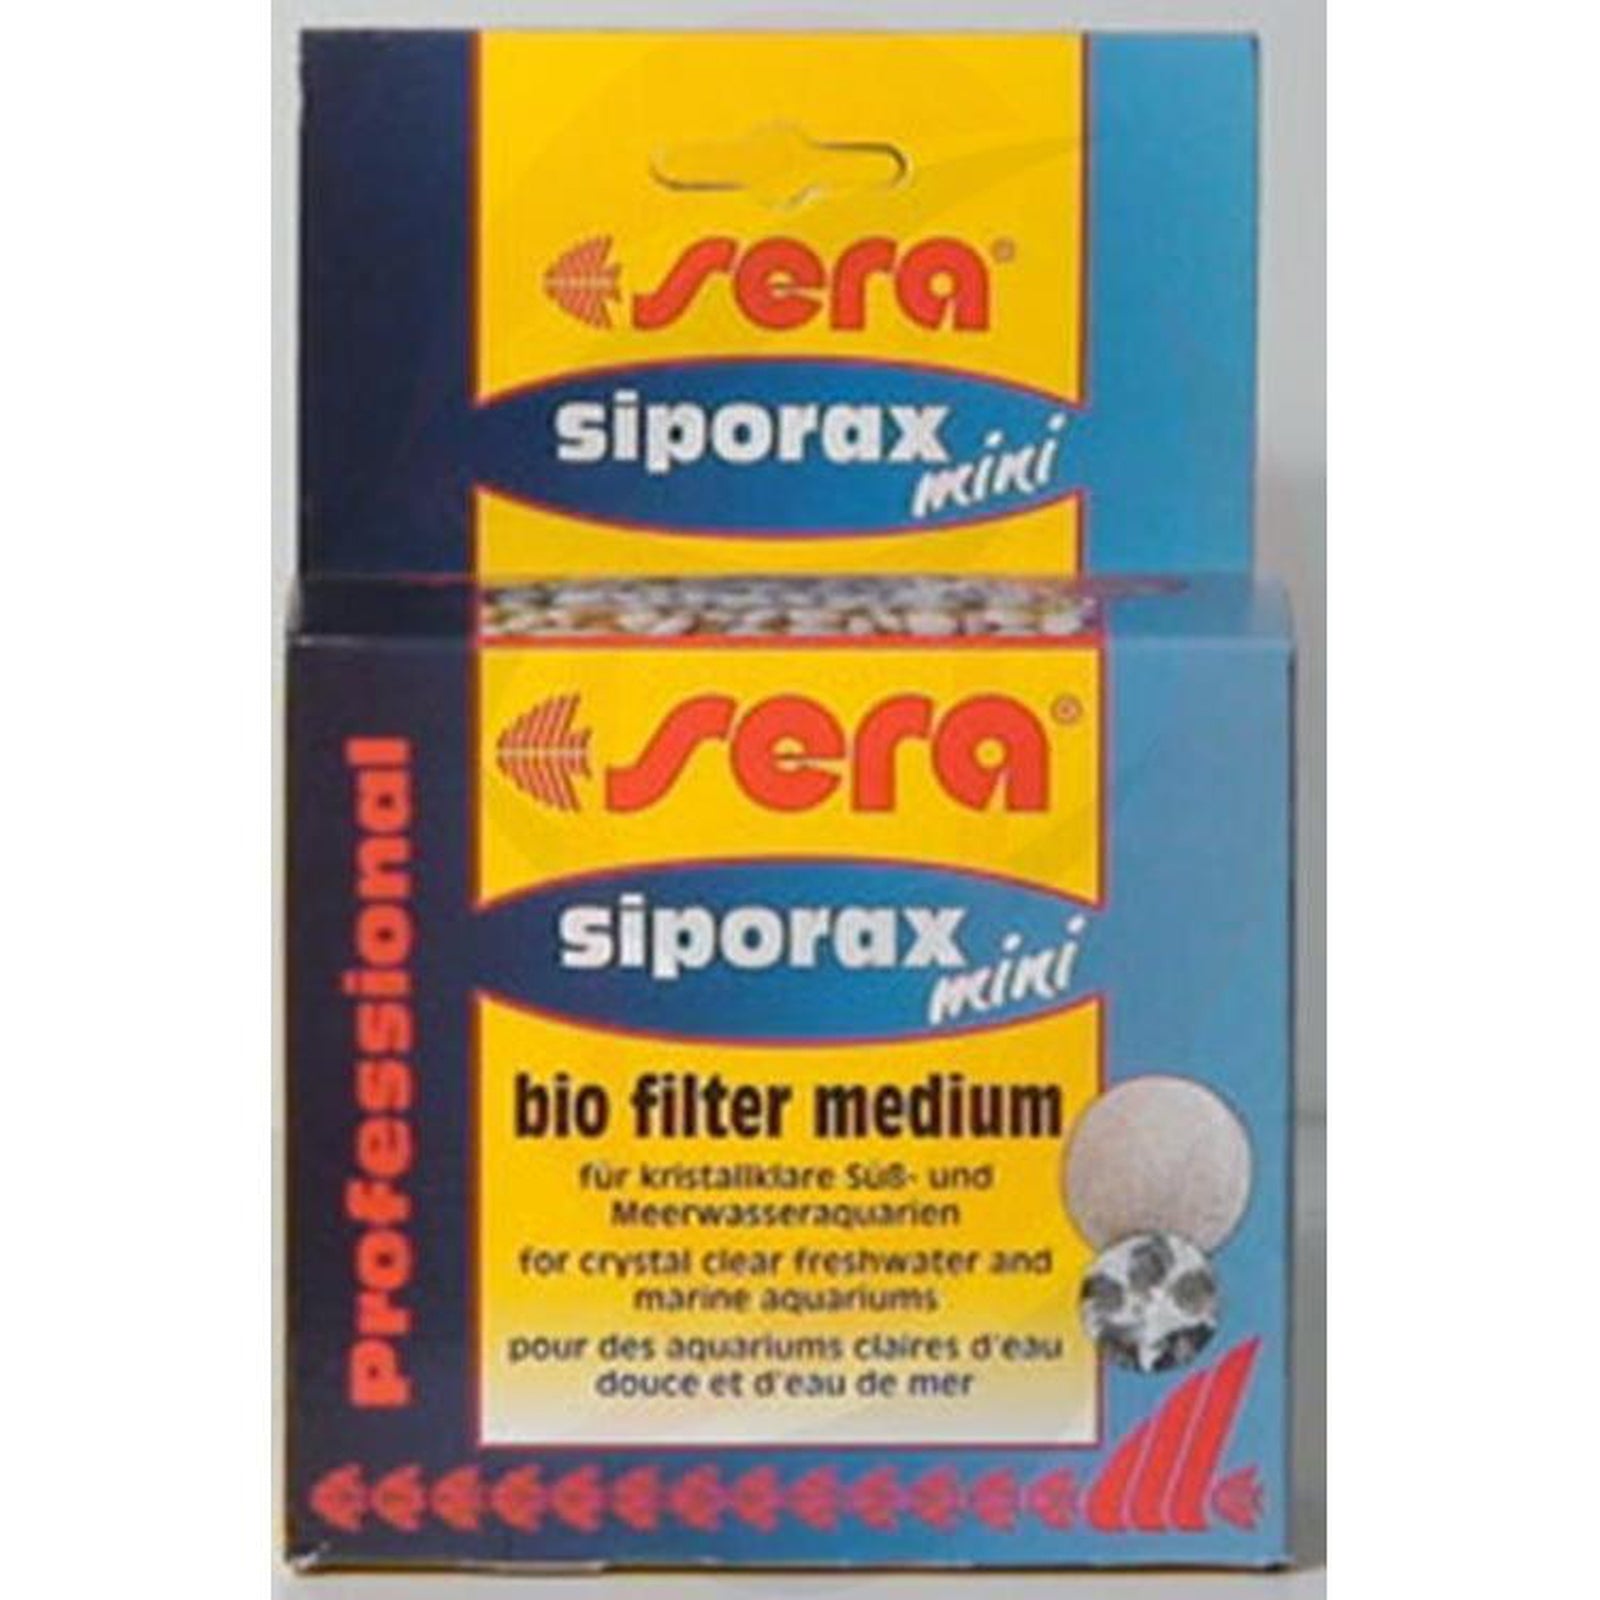 sera®
siporax
mini
sera®
siporax
mini
Professional
bio filter medium
für kristallklare Süß- und
Meerwasseraquarien
for crystal clear freshwater and
marine aquariums
pour des aquariums claires d'eau
douce et d'eau de mer